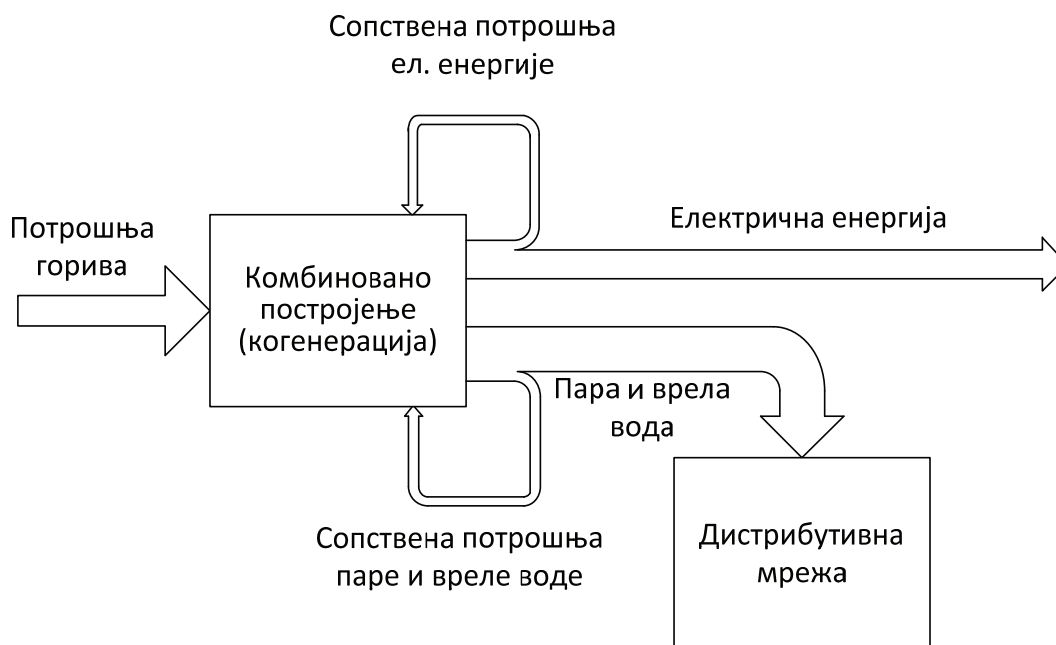 Сопствена потрошња
ел. енергије
Потрошња
горива
Електрична енергија
Комбиновано
постројење
(когенерација)
Пара и врела
вода
Сопствена потрошња
паре и вреле воде
Дистрибутивна
мрежа